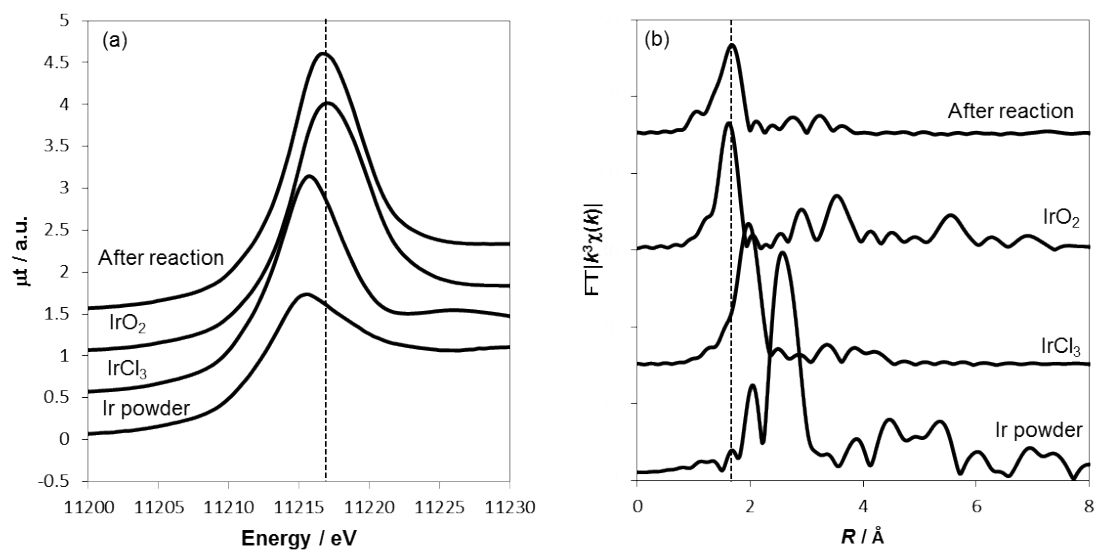 (a)
5
4.5
4
3.5
3
2.5
2
1.5
1
0.5
0
-0.5
μt / a.u.
After reaction
IrO₂
IrCl₃
Ir powder
11200 11205 11210 11215 11220 11225 11230
Energy / eV
(b)
FT|k³χ(k)|
After reaction
IrO₂
IrCl₃
Ir powder
0 2 4 6 8
R / Å